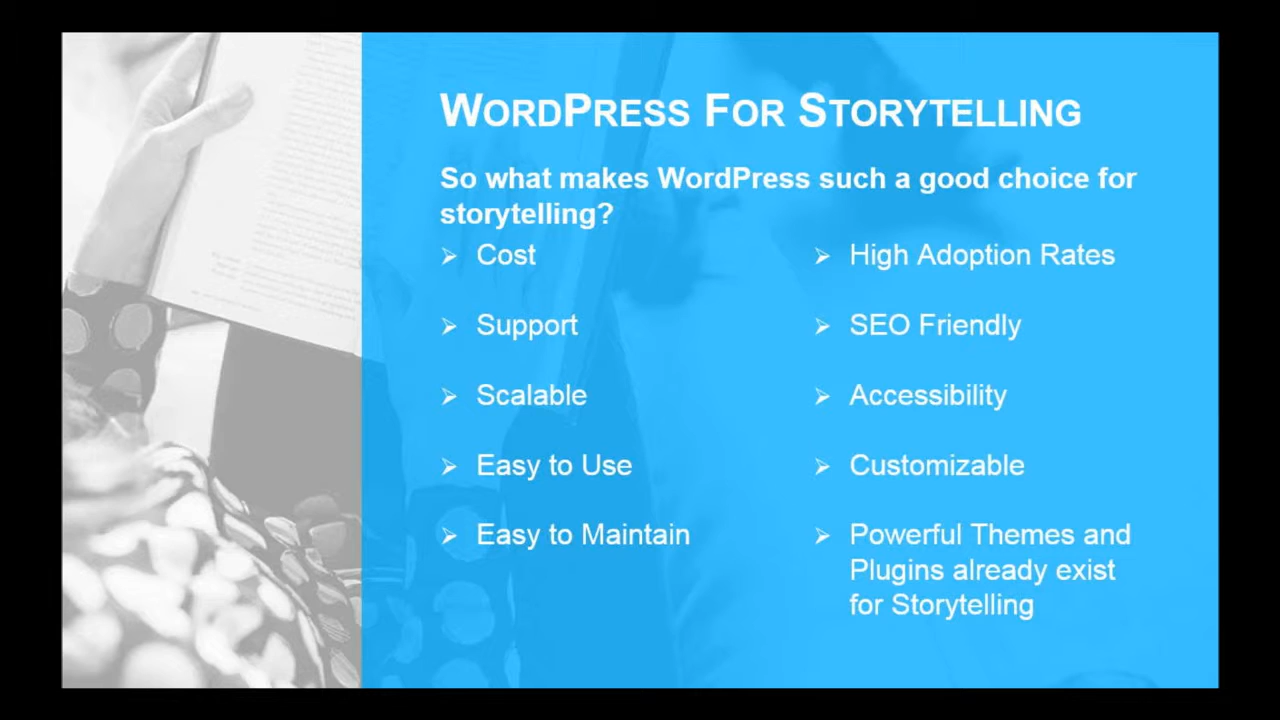 WORDPRESS FOR STORYTELLING
So what makes WordPress such a good choice for
storytelling?
➢ Cost
➢ Support
➢ Scalable
➢ Easy to Use
➢ Easy to Maintain
➢ High Adoption Rates
➢ SEO Friendly
➢ Accessibility
➢ Customizable
➢ Powerful Themes and
Plugins already exist
for Storytelling